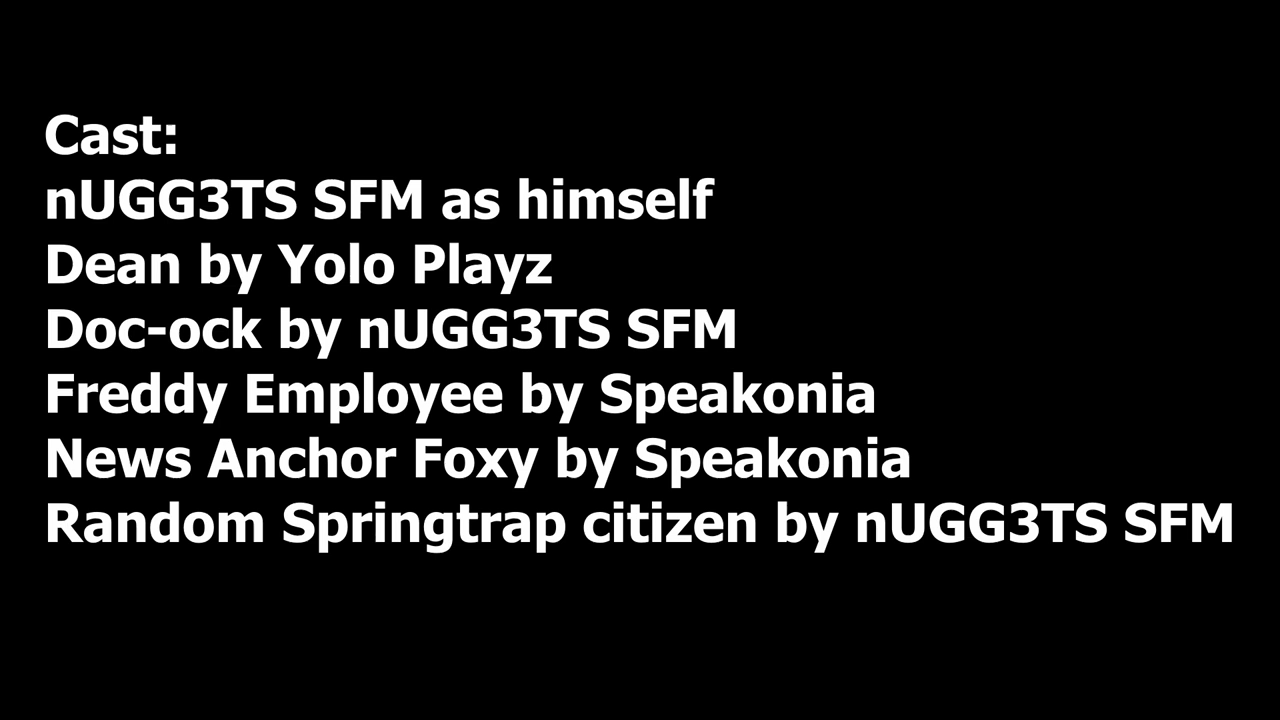 Cast:
nUGG3TS SFM as himself
Dean by Yolo Playz
Doc-ock by nUGG3TS SFM
Freddy Employee by Speakonia
News Anchor Foxy by Speakonia
Random Springtrap citizen by nUGG3TS SFM